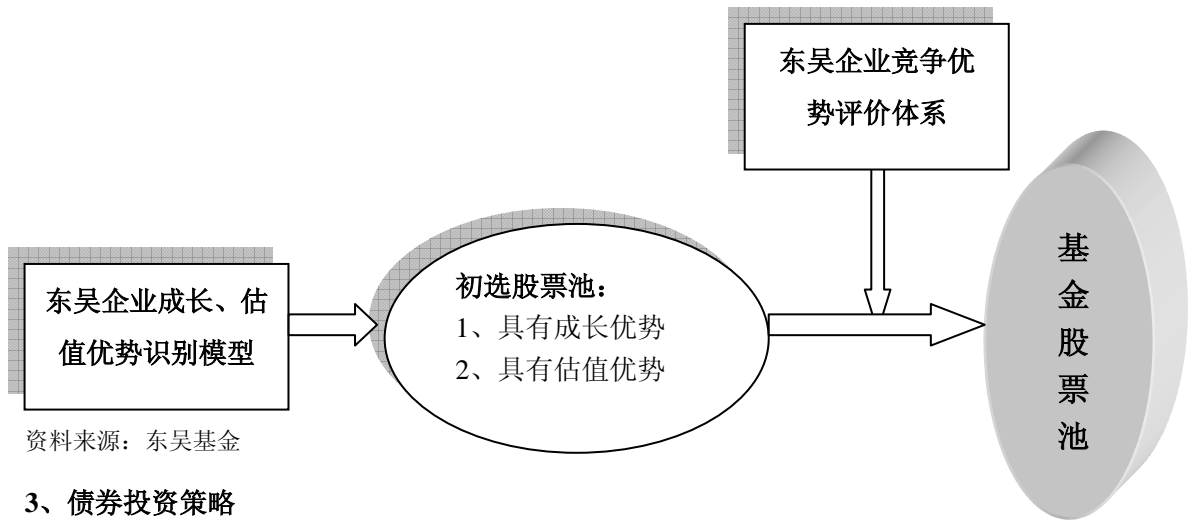 东吴企业竞争优
势评价体系
东吴企业成长、估
值优势识别模型
初选股票池：
1、具有成长优势
2、具有估值优势
基
金
股
票
池
资料来源：东吴基金
3、债券投资策略